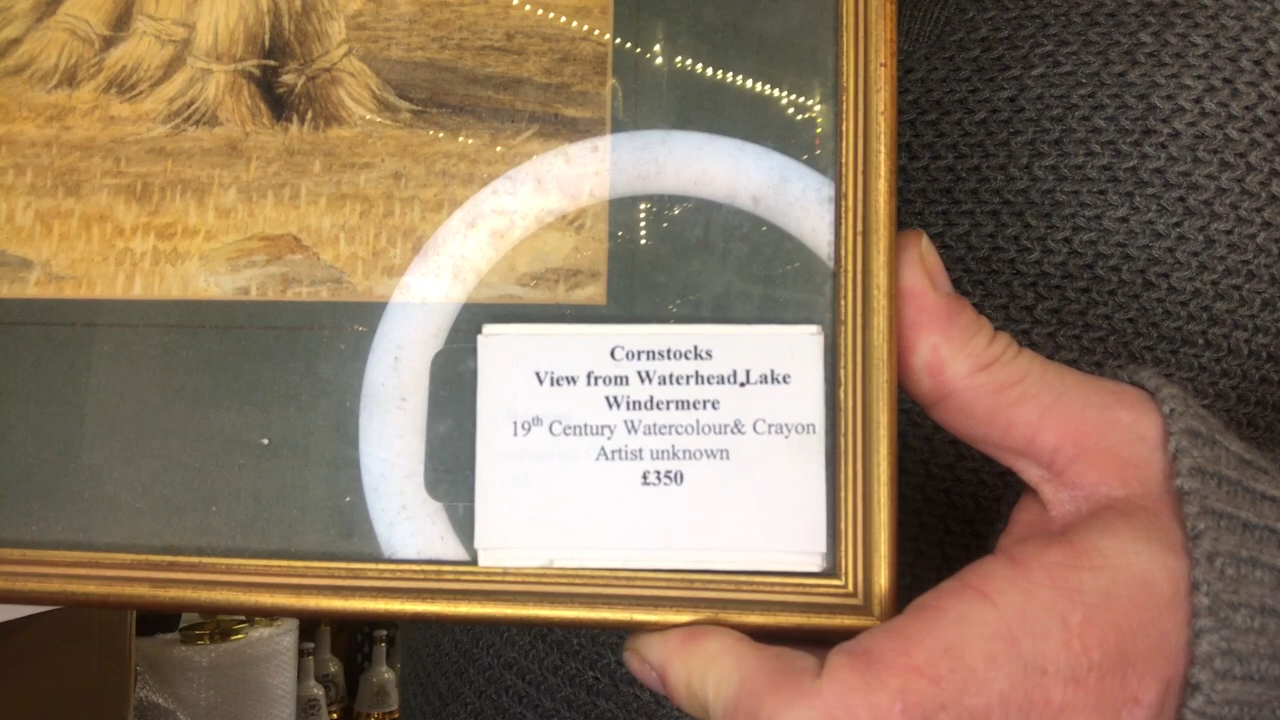 Cornstocks
View from Waterhead,Lake
Windermere
19th Century Watercolour& Crayon
Artist unknown
£350